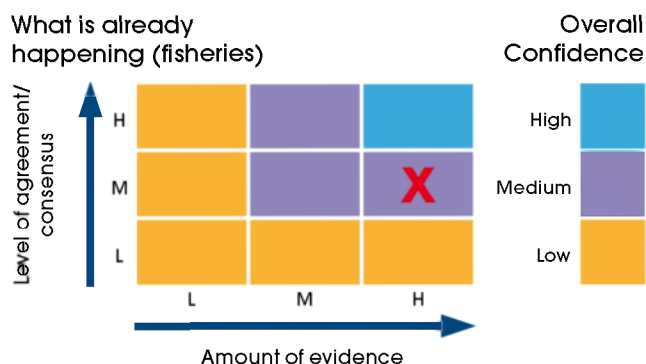 What is already
happening (fisheries)
Overall
Confidence
Level of agreement/
consensus
H
M
L
X
L
M
H
Amount of evidence
High
Medium
Low